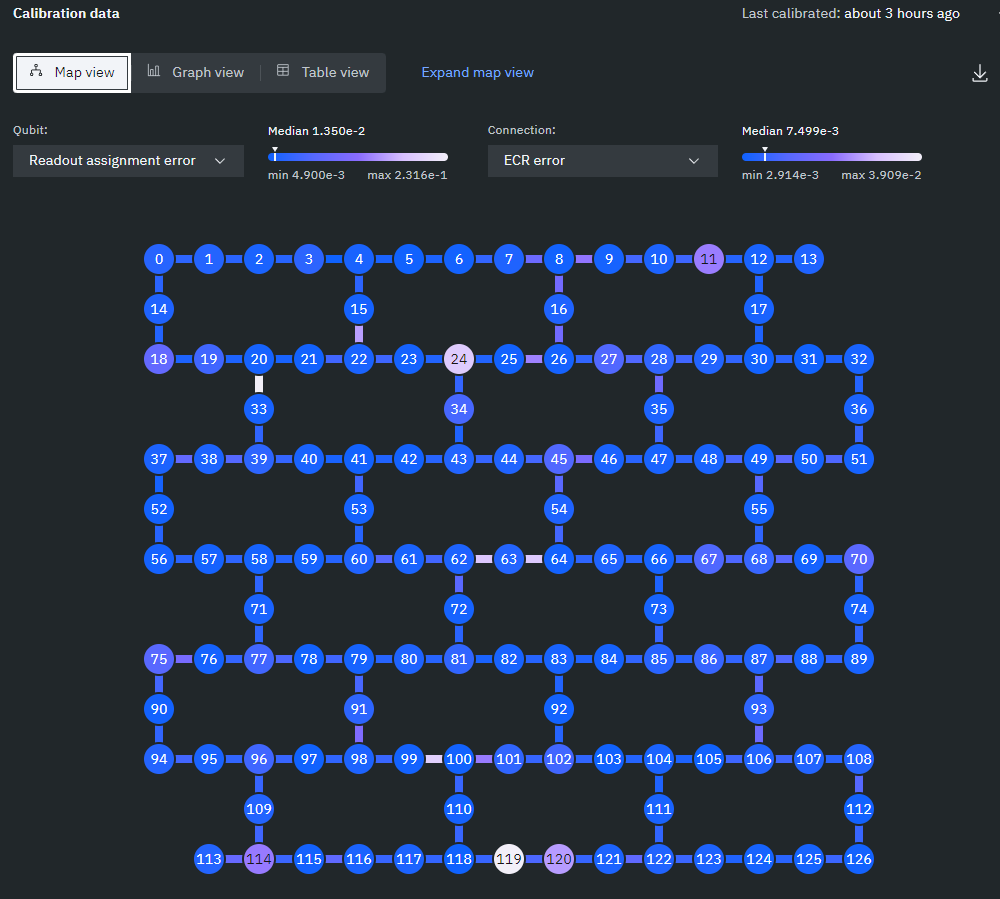 Calibration data Last calibrated: about 3 hours ago
Map view Graph view Table view Expand map view
Qubit: Median 1.350e-2 Connection: Median 7.499e-3
Readout assignment error ECR error
min 4.900e-3 max 2.316e-1 min 2.914e-3 max 3.909e-2
0 1 2 3 4 5 6 7 8 9 10 11 12 13
14 15 16 17
18 19 20 21 22 23 24 25 26 27 28 29 30 31 32
33 34 35 36
37 38 39 40 41 42 43 44 45 46 47 48 49 50 51
52 53 54 55
56 57 58 59 60 61 62 63 64 65 66 67 68 69 70
71 72 73 74
75 76 77 78 79 80 81 82 83 84 85 86 87 88 89
90 91 92 93
94 95 96 97 98 99 100 101 102 103 104 105 106 107 108
109 110 111 112
113 114 115 116 117 118 119 120 121 122 123 124 125 126